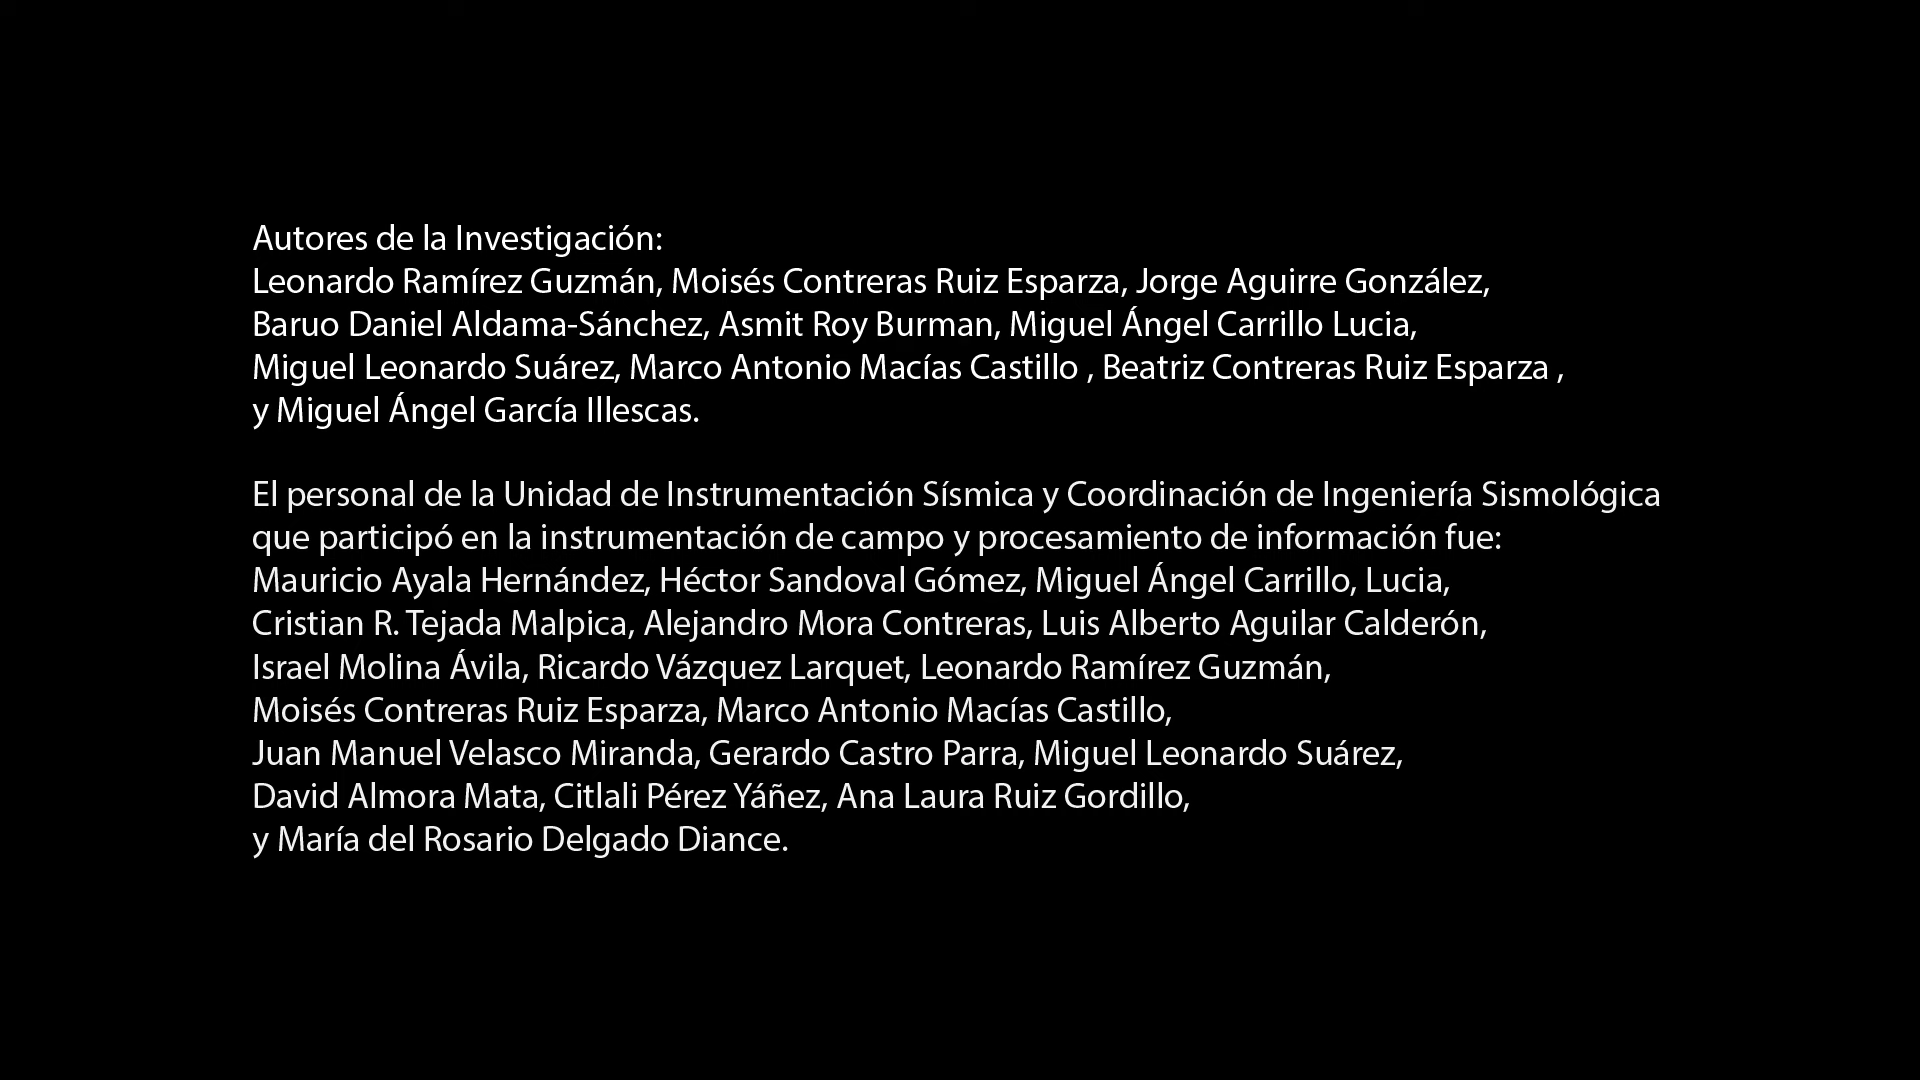 Autores de la Investigación:
Leonardo Ramírez Guzmán, Moisés Contreras Ruiz Esparza, Jorge Aguirre González,
Baruo Daniel Aldama-Sánchez, Asmit Roy Burman, Miguel Ángel Carrillo Lucia,
Miguel Leonardo Suárez, Marco Antonio Macías Castillo , Beatriz Contreras Ruiz Esparza ,
y Miguel Ángel García Illescas.
El personal de la Unidad de Instrumentación Sísmica y Coordinación de Ingeniería Sismológica
que participó en la instrumentación de campo y procesamiento de información fue:
Mauricio Ayala Hernández, Héctor Sandoval Gómez, Miguel Ángel Carrillo, Lucia,
Cristian R. Tejada Malpica, Alejandro Mora Contreras, Luis Alberto Aguilar Calderón,
Israel Molina Ávila, Ricardo Vázquez Larquet, Leonardo Ramírez Guzmán,
Moisés Contreras Ruiz Esparza, Marco Antonio Macías Castillo,
Juan Manuel Velasco Miranda, Gerardo Castro Parra, Miguel Leonardo Suárez,
David Almora Mata, Citlali Pérez Yáñez, Ana Laura Ruiz Gordillo,
y María del Rosario Delgado Diance.